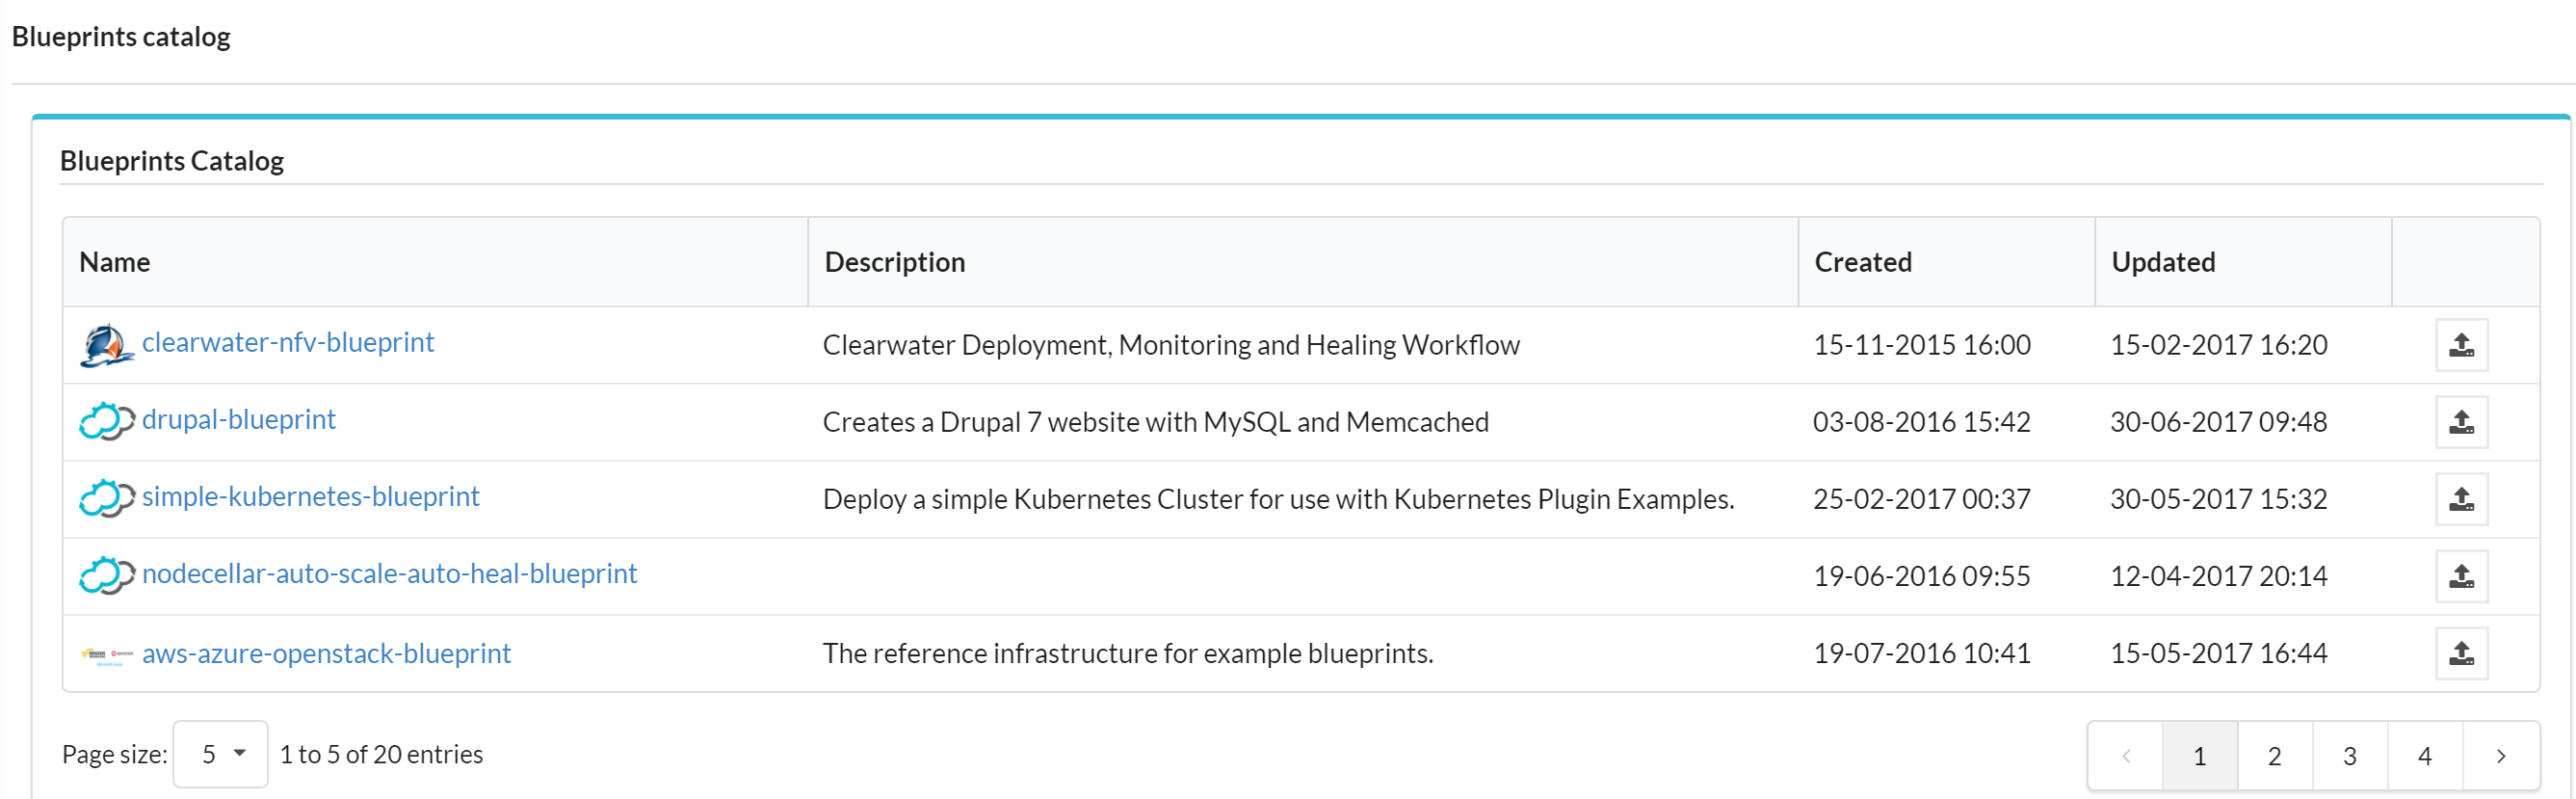 Blueprints catalog
Blueprints Catalog
Name Description Created Updated
clearwater-nfv-blueprint Clearwater Deployment, Monitoring and Healing Workflow 15-11-2015 16:00 15-02-2017 16:20
drupal-blueprint Creates a Drupal 7 website with MySQL and Memcached 03-08-2016 15:42 30-06-2017 09:48
simple-kubernetes-blueprint Deploy a simple Kubernetes Cluster for use with Kubernetes Plugin Examples. 25-02-2017 00:37 30-05-2017 15:32
nodecellar-auto-scale-auto-heal-blueprint 19-06-2016 09:55 12-04-2017 20:14
aws-azure-openstack-blueprint The reference infrastructure for example blueprints. 19-07-2016 10:41 15-05-2017 16:44
Page size: 5 1 to 5 of 20 entries 1 2 3 4